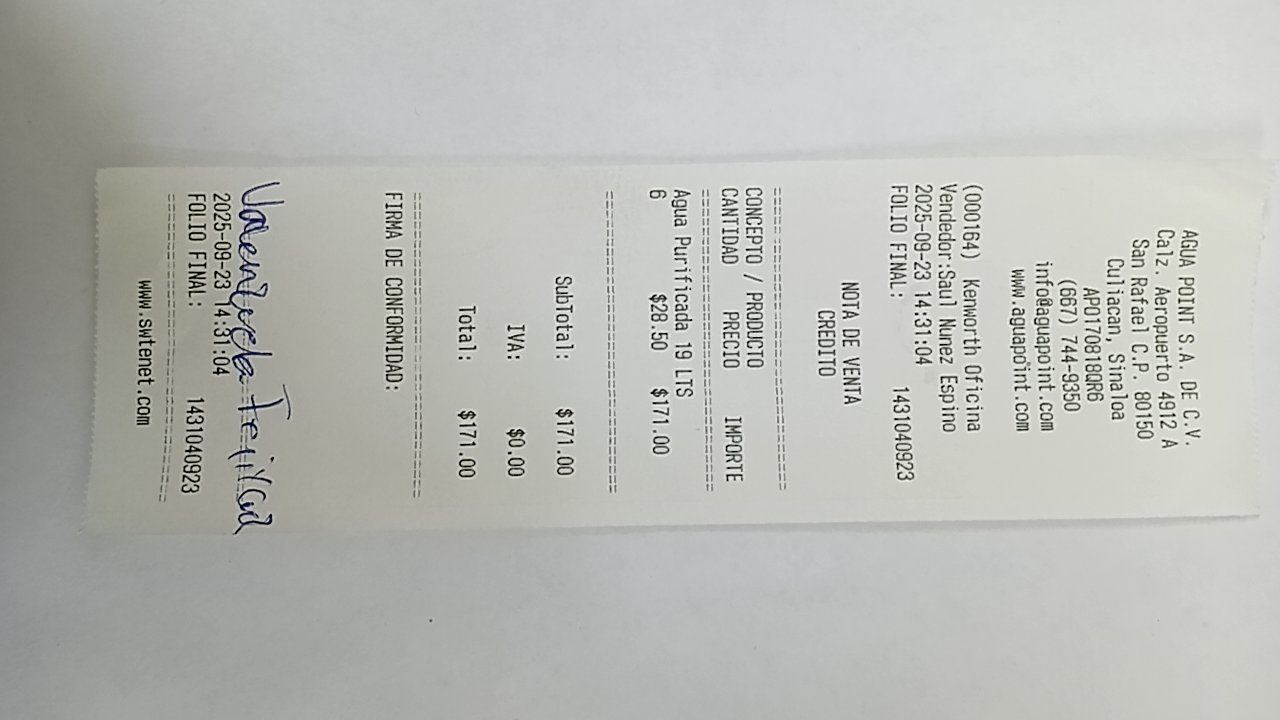 AGUA POINT S.A. DE C.V.
Calz. Aeropuerto 4912 A
San Rafael C.P. 80150
Culiacan, Sinaloa
APO170818QR6
(667) 744-9350
info@aguapoint.com
www.aguapoint.com
(000164) Kenworth Oficina
Vendedor:Saul Nunez Espino
2025-09-23 14:31:04
FOLIO FINAL: 1431040923
NOTA DE VENTA
CREDITO
CONCEPTO / PRODUCTO
CANTIDAD PRECIO IMPORTE
Agua Purificada 19 LTS
6 $28.50 $171.00
SubTotal: $171.00
IVA: $0.00
Total: $171.00
FIRMA DE CONFORMIDAD:
2025-09-23 14:31:04
FOLIO FINAL: 1431040923
www.swtenet.com